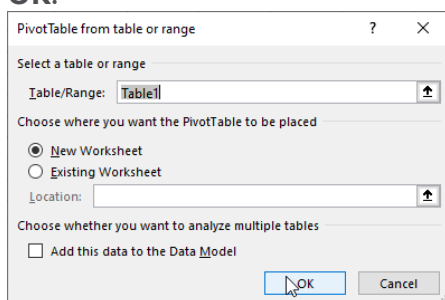 OK.
PivotTable from table or range ? ×
Select a table or range
Table/Range: Table1
Choose where you want the PivotTable to be placed
New Worksheet
Existing Worksheet
Location:
Choose whether you want to analyze multiple tables
Add this data to the Data Model
OK Cancel